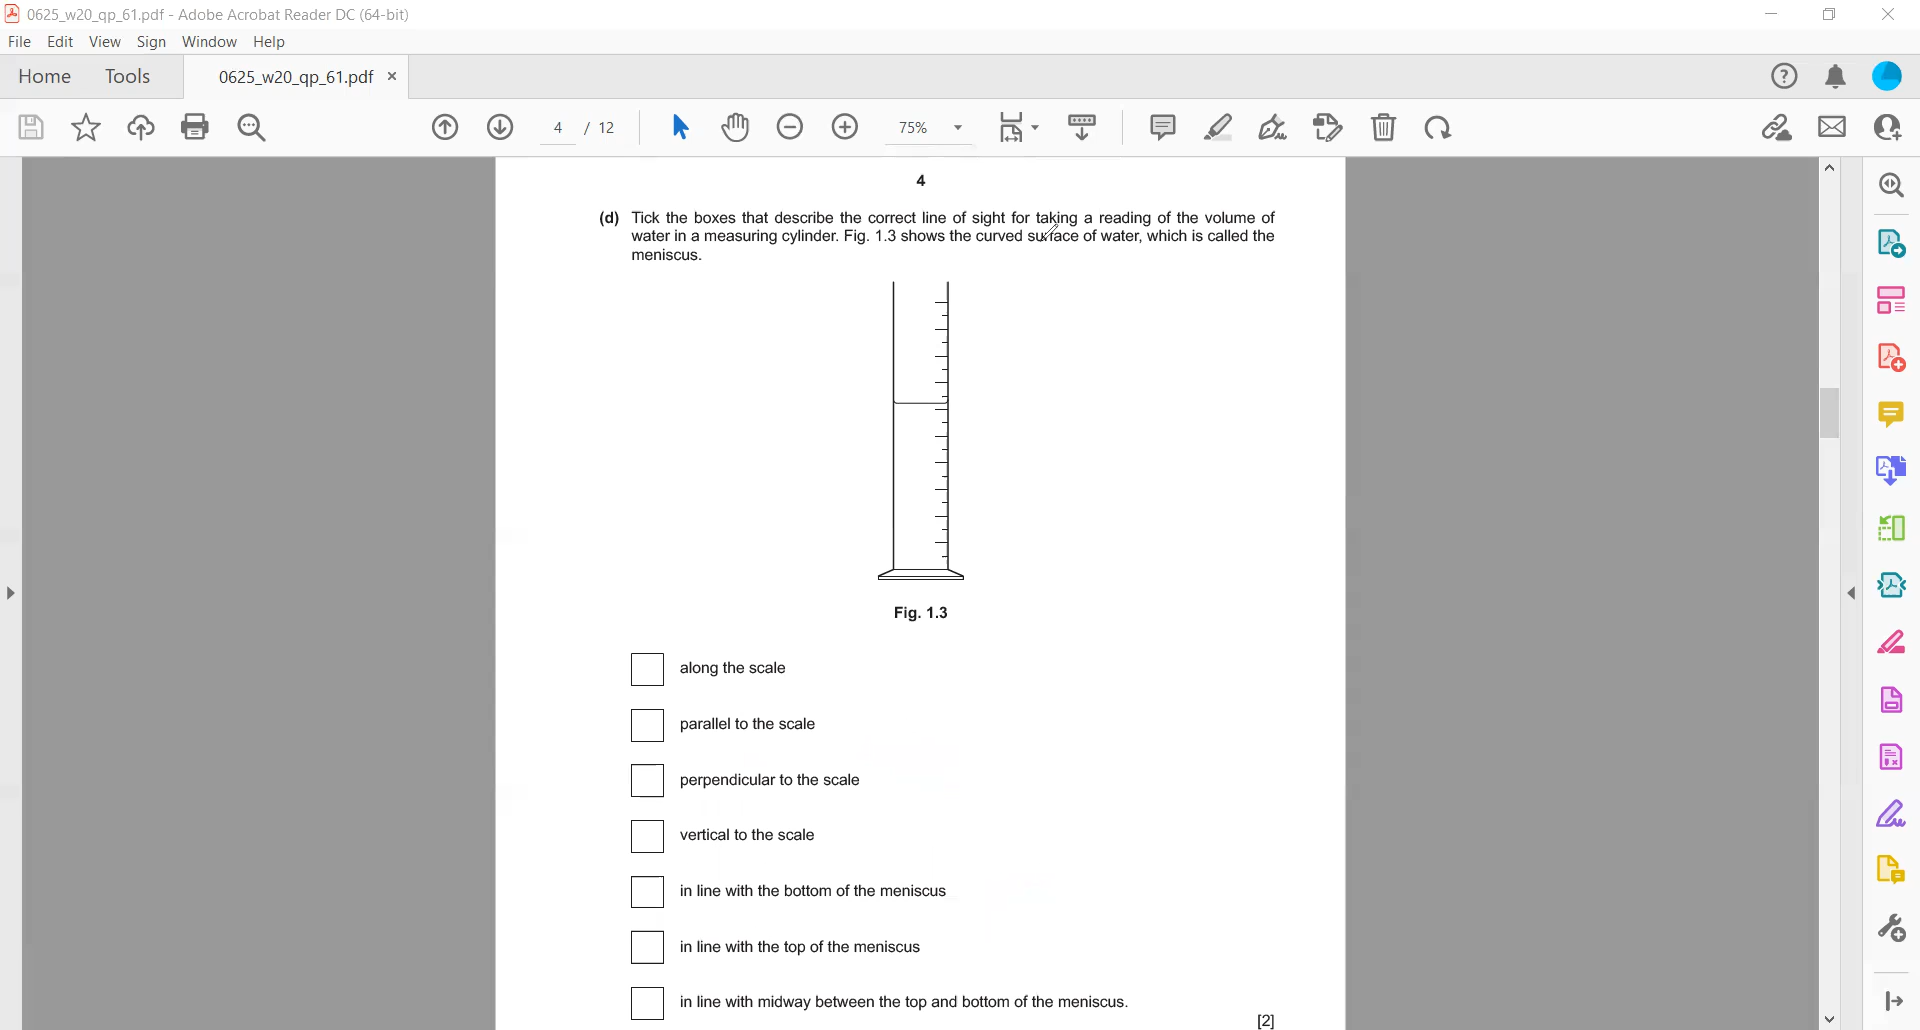 0625_w20_qp_61.pdf - Adobe Acrobat Reader DC (64-bit)
File Edit View Sign Window Help
Home Tools 0625_w20_qp_61.pdf ×
4 / 12 75%
4
(d) Tick the boxes that describe the correct line of sight for taking a reading of the volume of
water in a measuring cylinder. Fig. 1.3 shows the curved surface of water, which is called the
meniscus.
Fig. 1.3
along the scale
parallel to the scale
perpendicular to the scale
vertical to the scale
in line with the bottom of the meniscus
in line with the top of the meniscus
in line with midway between the top and bottom of the meniscus.
[2]